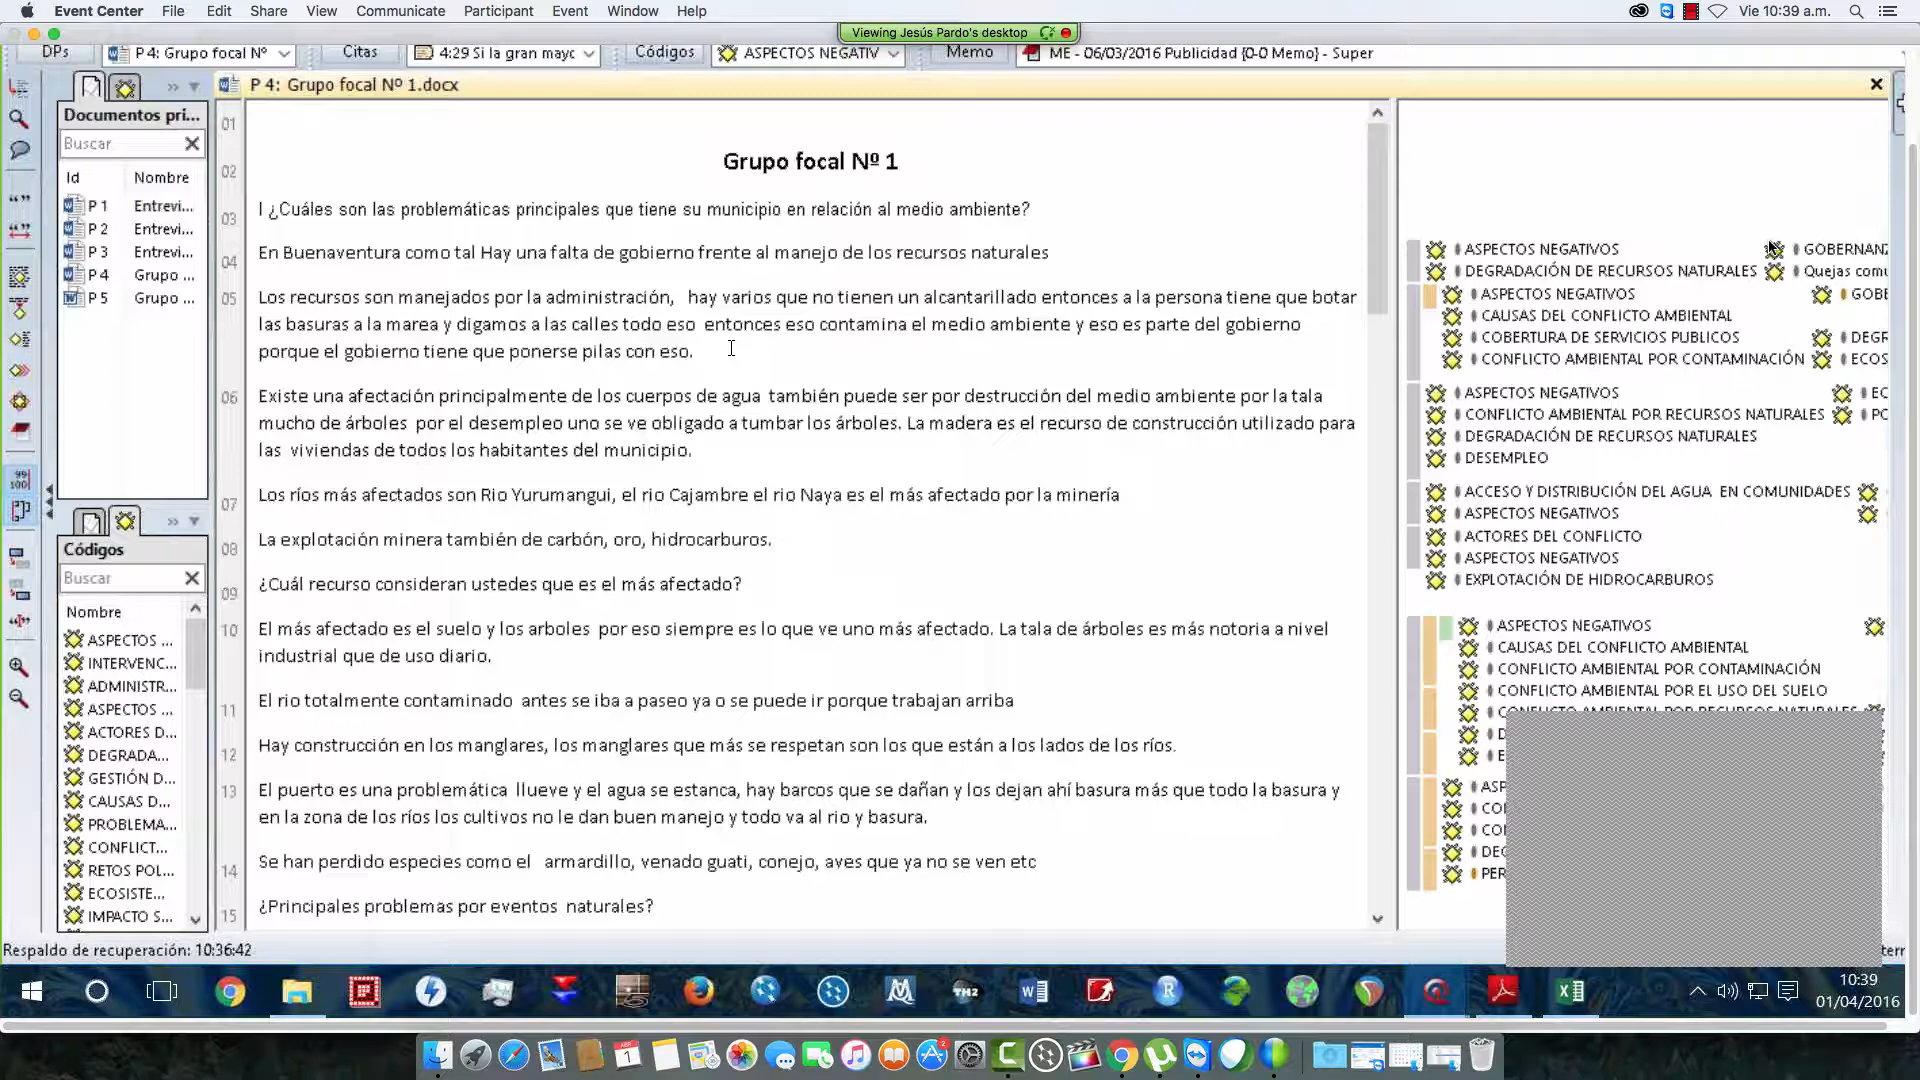 Event Center File Edit Share View Communicate Participant Event Window Help Vie 10:39 a.m.
Viewing Jesús Pardo's desktop
DPs P 4: Grupo focal Nº Citas 4:29 Si la gran mayc Códigos ASPECTOS NEGATIV Memo ME - 06/03/2016 Publicidad {0-0 Memo} - Super
P 4: Grupo focal Nº 1.docx
Documentos pri...
Buscar
Id Nombre
P 1 Entrevi...
P 2 Entrevi...
P 3 Entrevi...
P 4 Grupo ...
P 5 Grupo ...
Códigos
Buscar
Nombre
ASPECTOS ...
INTERVENC...
ADMINISTR...
ASPECTOS ...
ACTORES D...
DEGRADA...
GESTIÓN D...
CAUSAS D...
PROBLEMA...
CONFLICT...
RETOS POL...
ECOSISTE...
IMPACTO S...
01
02 Grupo focal Nº 1
03 I ¿Cuáles son las problemáticas principales que tiene su municipio en relación al medio ambiente?
04 En Buenaventura como tal Hay una falta de gobierno frente al manejo de los recursos naturales
05 Los recursos son manejados por la administración, hay varios que no tienen un alcantarillado entonces a la persona tiene que botar
las basuras a la marea y digamos a las calles todo eso entonces eso contamina el medio ambiente y eso es parte del gobierno
porque el gobierno tiene que ponerse pilas con eso.
06 Existe una afectación principalmente de los cuerpos de agua también puede ser por destrucción del medio ambiente por la tala
mucho de árboles por el desempleo uno se ve obligado a tumbar los árboles. La madera es el recurso de construcción utilizado para
las viviendas de todos los habitantes del municipio.
07 Los ríos más afectados son Rio Yurumangui, el rio Cajambre el rio Naya es el más afectado por la minería
08 La explotación minera también de carbón, oro, hidrocarburos.
09 ¿Cuál recurso consideran ustedes que es el más afectado?
10 El más afectado es el suelo y los arboles por eso siempre es lo que ve uno más afectado. La tala de árboles es más notoria a nivel
industrial que de uso diario.
11 El rio totalmente contaminado antes se iba a paseo ya o se puede ir porque trabajan arriba
12 Hay construcción en los manglares, los manglares que más se respetan son los que están a los lados de los ríos.
13 El puerto es una problemática llueve y el agua se estanca, hay barcos que se dañan y los dejan ahí basura más que todo la basura y
en la zona de los ríos los cultivos no le dan buen manejo y todo va al rio y basura.
14 Se han perdido especies como el armardillo, venado guati, conejo, aves que ya no se ven etc
15 ¿Principales problemas por eventos naturales?
ASPECTOS NEGATIVOS GOBERNANZ
DEGRADACIÓN DE RECURSOS NATURALES Quejas comu
ASPECTOS NEGATIVOS GOBE
CAUSAS DEL CONFLICTO AMBIENTAL
COBERTURA DE SERVICIOS PUBLICOS DEGR
CONFLICTO AMBIENTAL POR CONTAMINACIÓN ECOS
ASPECTOS NEGATIVOS EC
CONFLICTO AMBIENTAL POR RECURSOS NATURALES PC
DEGRADACIÓN DE RECURSOS NATURALES
DESEMPLEO
ACCESO Y DISTRIBUCIÓN DEL AGUA EN COMUNIDADES
ASPECTOS NEGATIVOS
ACTORES DEL CONFLICTO
ASPECTOS NEGATIVOS
EXPLOTACIÓN DE HIDROCARBUROS
ASPECTOS NEGATIVOS
CAUSAS DEL CONFLICTO AMBIENTAL
CONFLICTO AMBIENTAL POR CONTAMINACIÓN
CONFLICTO AMBIENTAL POR EL USO DEL SUELO
CONFLICTO AMBIENTAL POR RECURSOS NATURALES
D
E
ASP
CO
CO
DEC
PER
Respaldo de recuperación: 10:36:42
10:39
01/04/2016